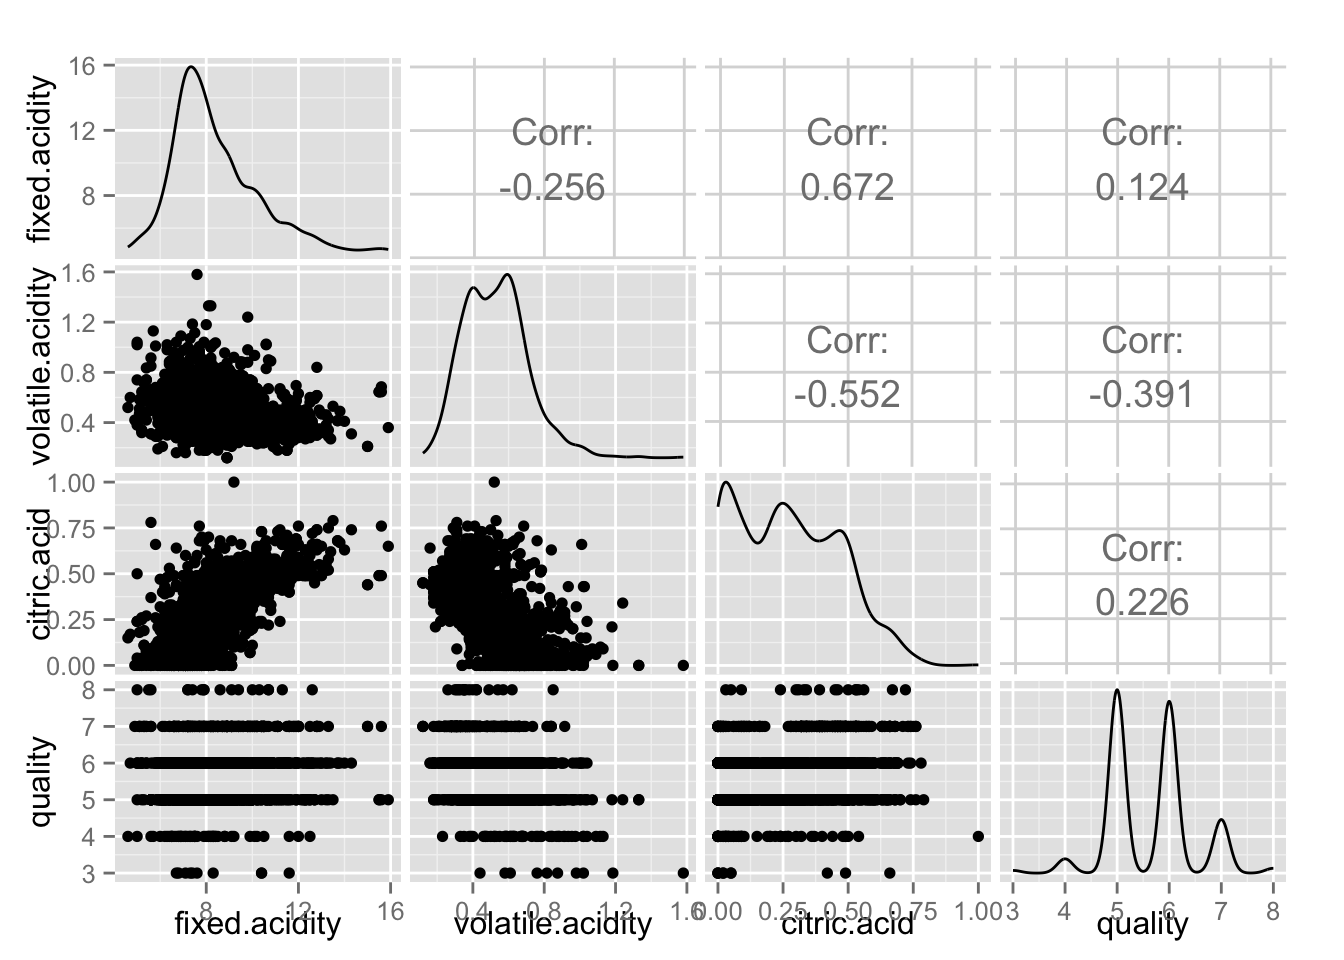 fixed.acidity
16
12
8
Corr:
-0.256
Corr:
0.672
Corr:
0.124
volatile.acidity
1.6
1.2
0.8
0.4
Corr:
-0.552
Corr:
-0.391
citric.acid
1.00
0.75
0.50
0.25
0.00
Corr:
0.226
quality
8
7
6
5
4
3
8 12 16
0.4 0.8 1.2 1.6
0.00 0.25 0.50 0.75 1.00
3 4 5 6 7 8
fixed.acidity volatile.acidity citric.acid quality